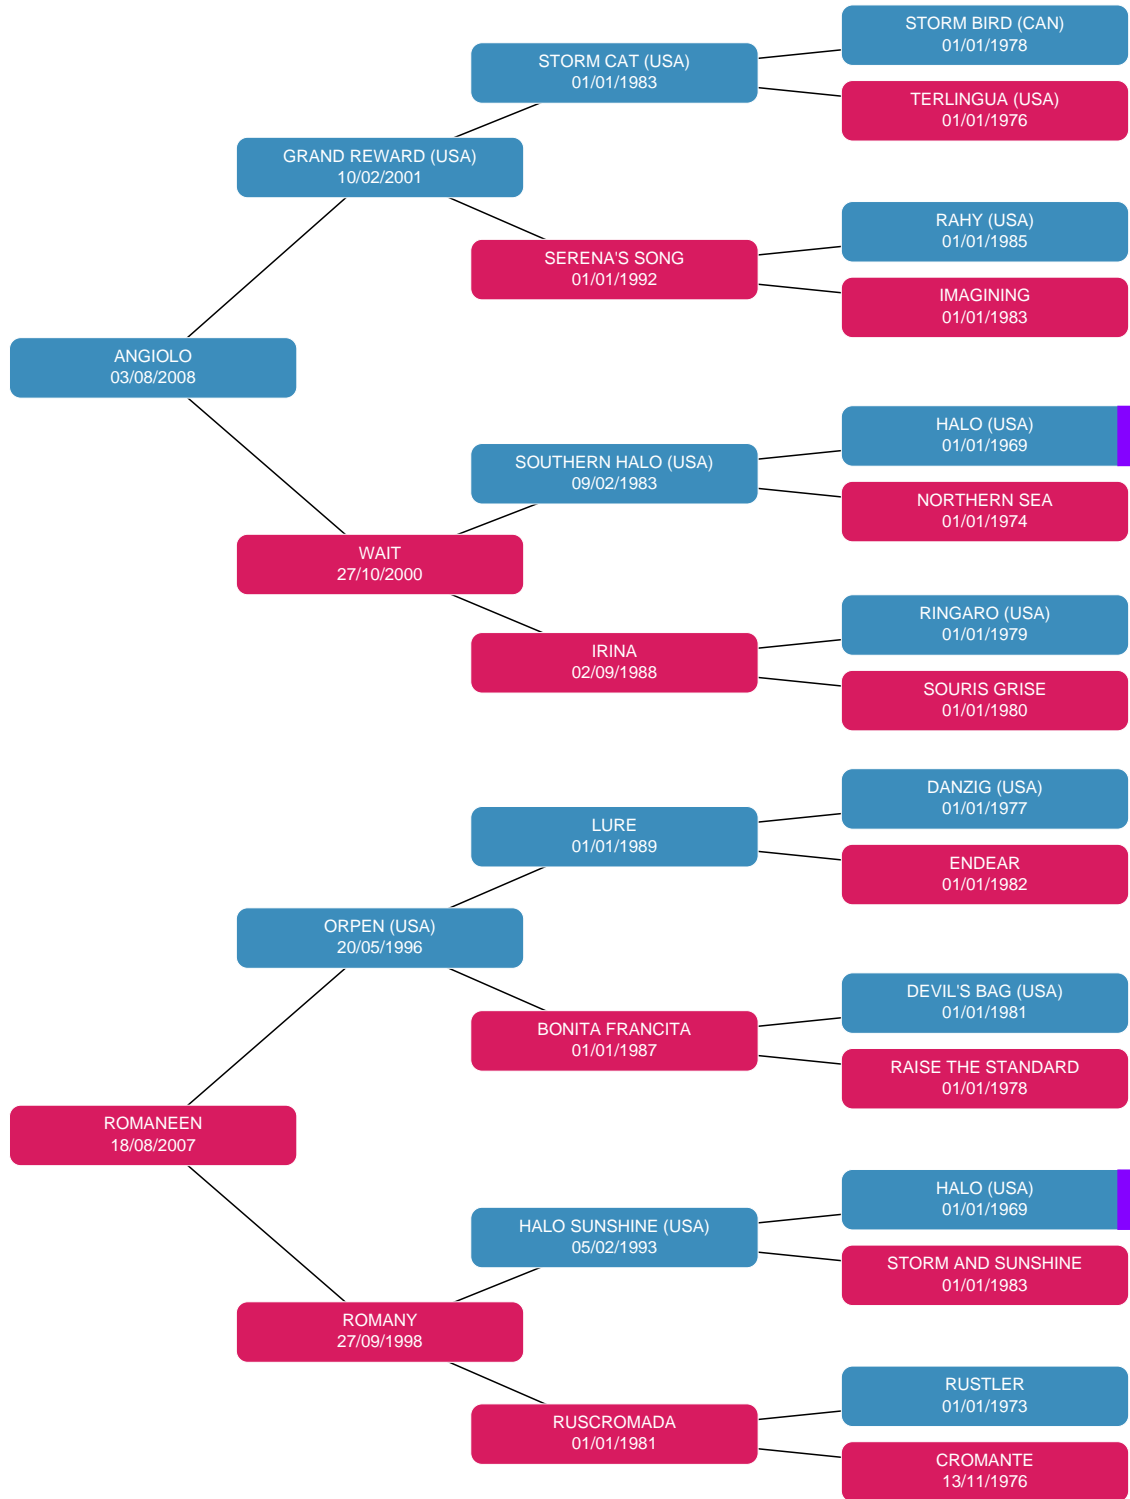 STORM BIRD (CAN)
01/01/1978
STORM CAT (USA)
01/01/1983
TERLINGUA (USA)
01/01/1976
GRAND REWARD (USA)
10/02/2001
RAHY (USA)
01/01/1985
SERENA'S SONG
01/01/1992
IMAGINING
01/01/1983
ANGIOLO
03/08/2008
HALO (USA)
01/01/1969
SOUTHERN HALO (USA)
09/02/1983
NORTHERN SEA
01/01/1974
WAIT
27/10/2000
RINGARO (USA)
01/01/1979
IRINA
02/09/1988
SOURIS GRISE
01/01/1980
DANZIG (USA)
01/01/1977
LURE
01/01/1989
ENDEAR
01/01/1982
ORPEN (USA)
20/05/1996
DEVIL'S BAG (USA)
01/01/1981
BONITA FRANCITA
01/01/1987
RAISE THE STANDARD
01/01/1978
ROMANEEN
18/08/2007
HALO (USA)
01/01/1969
HALO SUNSHINE (USA)
05/02/1993
STORM AND SUNSHINE
01/01/1983
ROMANY
27/09/1998
RUSTLER
01/01/1973
RUSCROMADA
01/01/1981
CROMANTE
13/11/1976